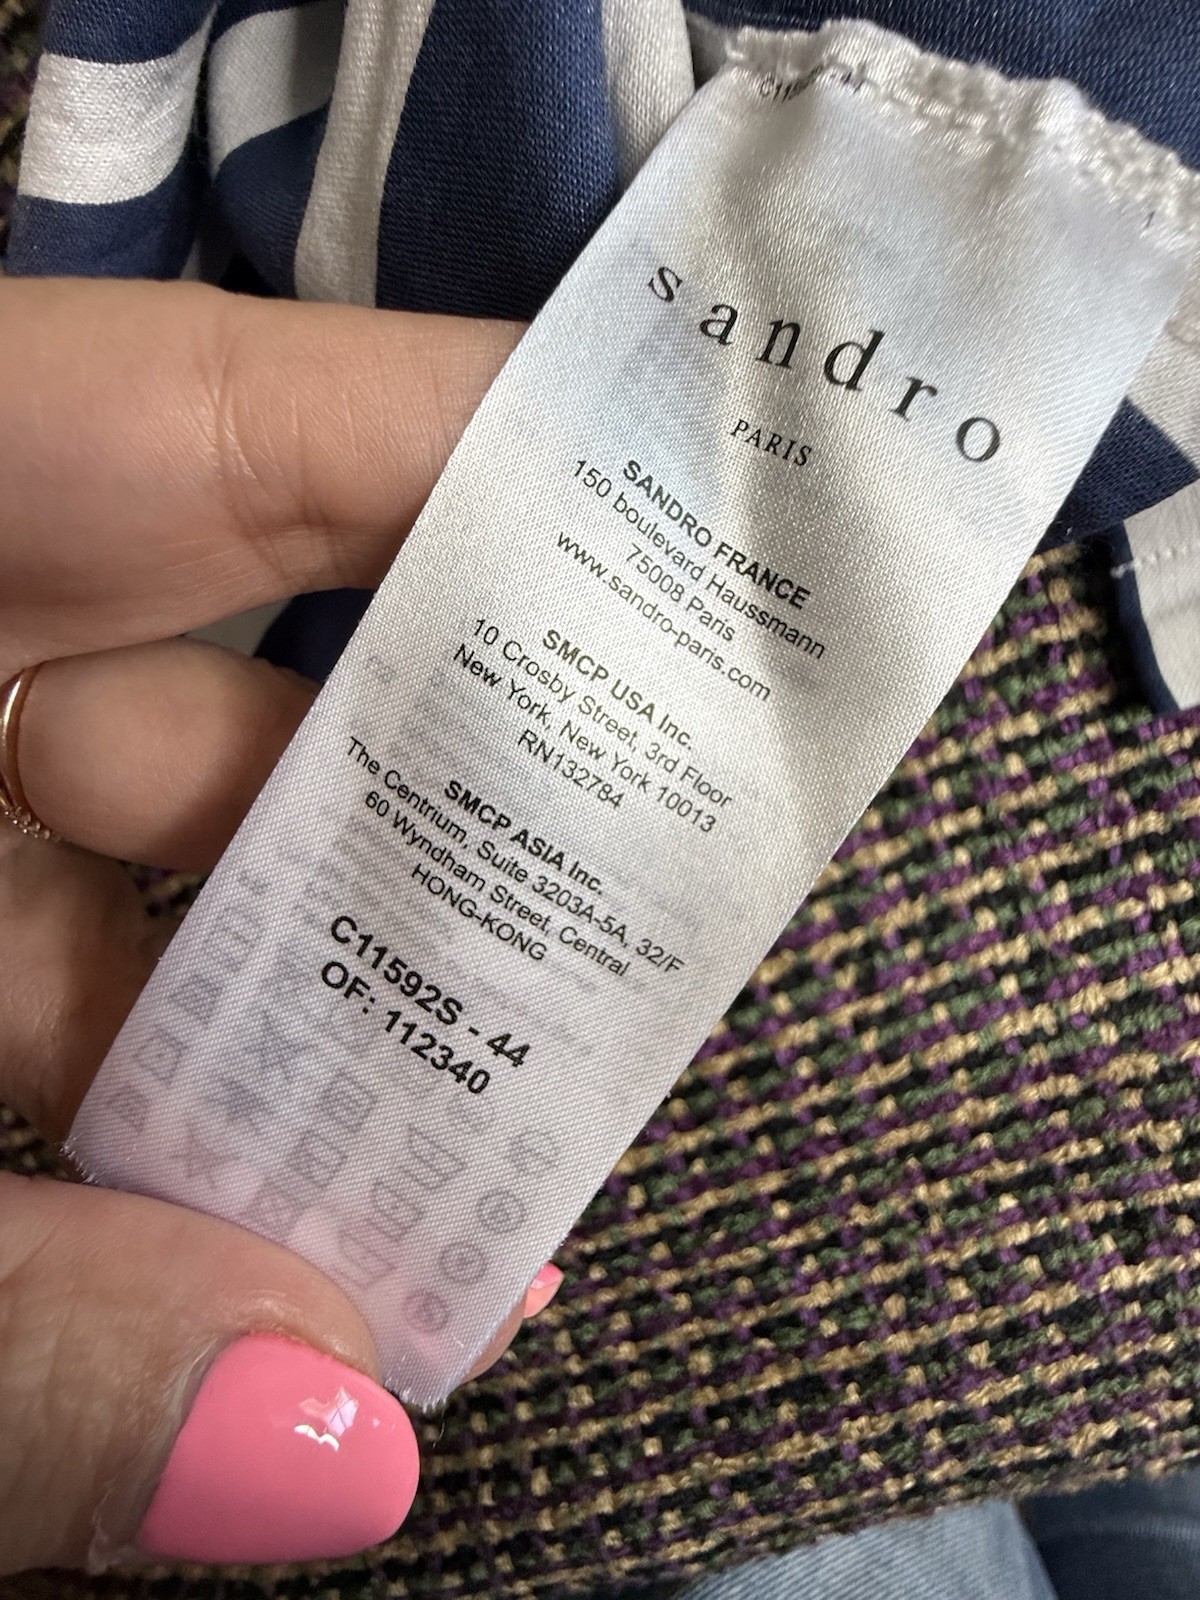 sandro
PARIS
SANDRO FRANCE
150 boulevard Haussmann
75008 Paris
www.sandro-paris.com
SMCP USA Inc.
10 Crosby Street, 3rd Floor
New York, New York 10013
RN132784
SMCP ASIA Inc.
The Centrium, Suite 3203A-5A, 32/F
60 Wyndham Street, Central
HONG-KONG
C11592S - 44
OF: 112340